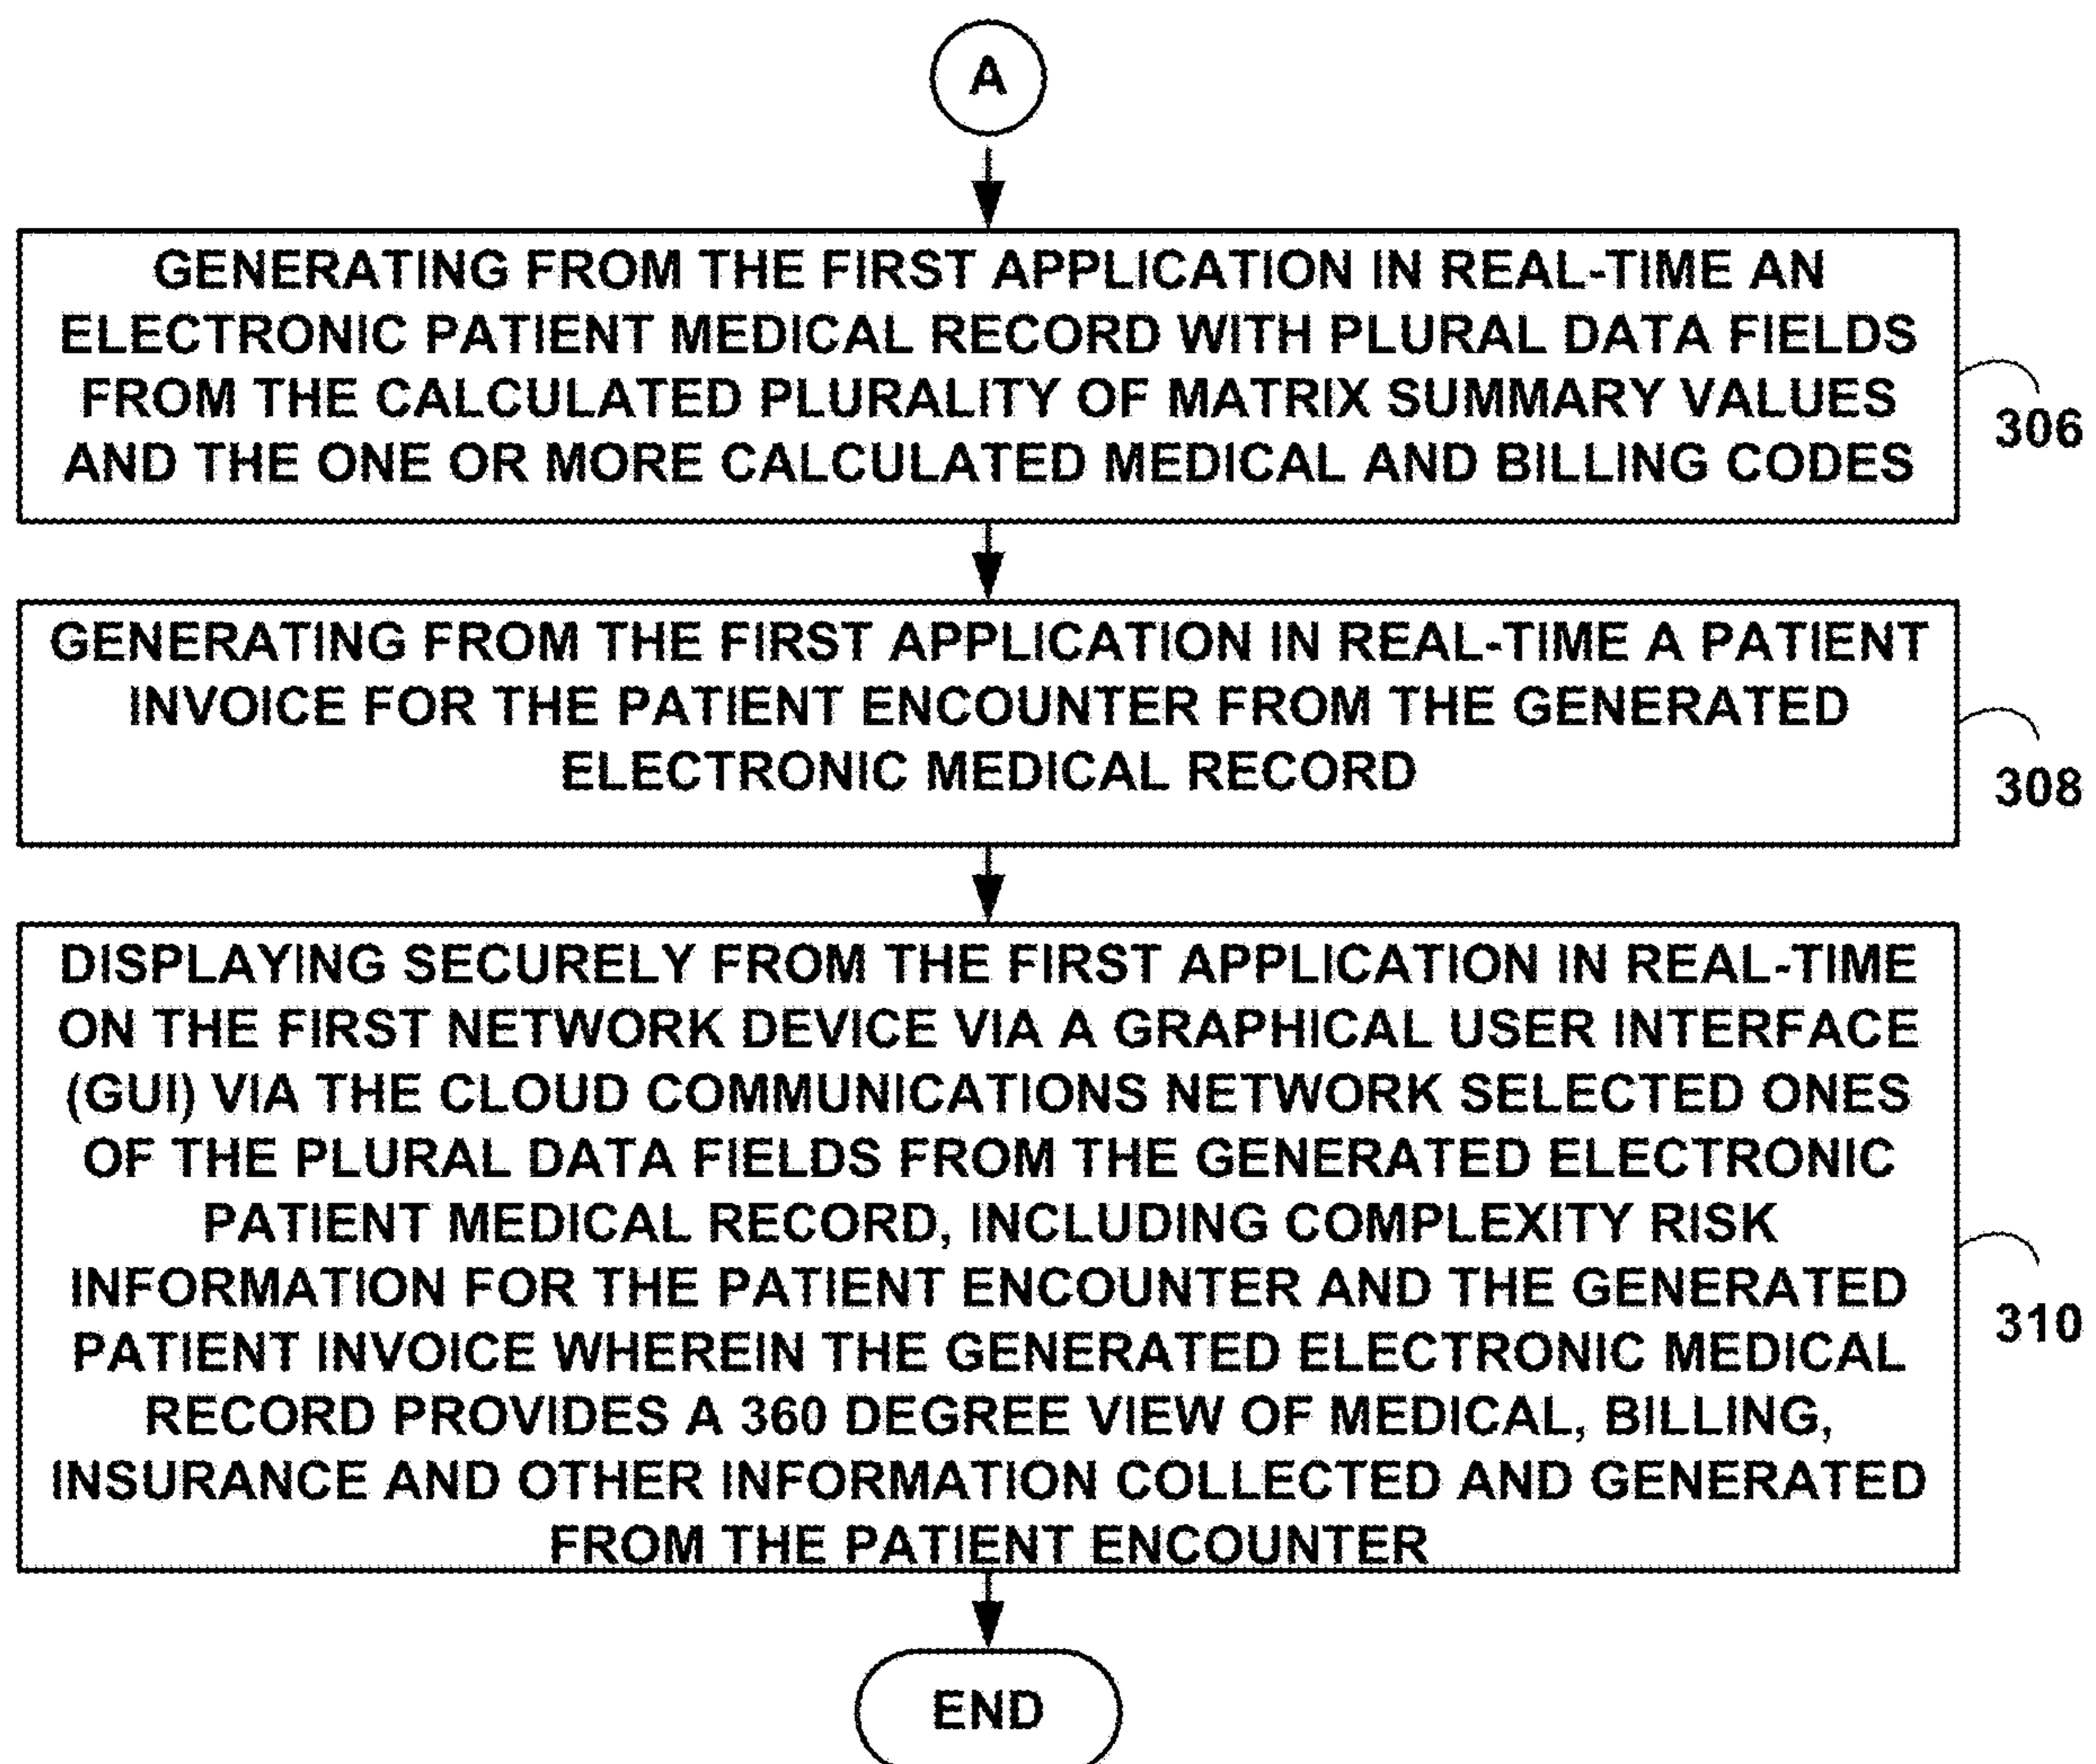 A
GENERATING FROM THE FIRST APPLICATION IN REAL-TIME AN
ELECTRONIC PATIENT MEDICAL RECORD WITH PLURAL DATA FIELDS
FROM THE CALCULATED PLURALITY OF MATRIX SUMMARY VALUES
AND THE ONE OR MORE CALCULATED MEDICAL AND BILLING CODES
306
GENERATING FROM THE FIRST APPLICATION IN REAL-TIME A PATIENT
INVOICE FOR THE PATIENT ENCOUNTER FROM THE GENERATED
ELECTRONIC MEDICAL RECORD
308
DISPLAYING SECURELY FROM THE FIRST APPLICATION IN REAL-TIME
ON THE FIRST NETWORK DEVICE VIA A GRAPHICAL USER INTERFACE
(GUI) VIA THE CLOUD COMMUNICATIONS NETWORK SELECTED ONES
OF THE PLURAL DATA FIELDS FROM THE GENERATED ELECTRONIC
PATIENT MEDICAL RECORD, INCLUDING COMPLEXITY RISK
INFORMATION FOR THE PATIENT ENCOUNTER AND THE GENERATED
PATIENT INVOICE WHEREIN THE GENERATED ELECTRONIC MEDICAL
RECORD PROVIDES A 360 DEGREE VIEW OF MEDICAL, BILLING,
INSURANCE AND OTHER INFORMATION COLLECTED AND GENERATED
FROM THE PATIENT ENCOUNTER
310
END